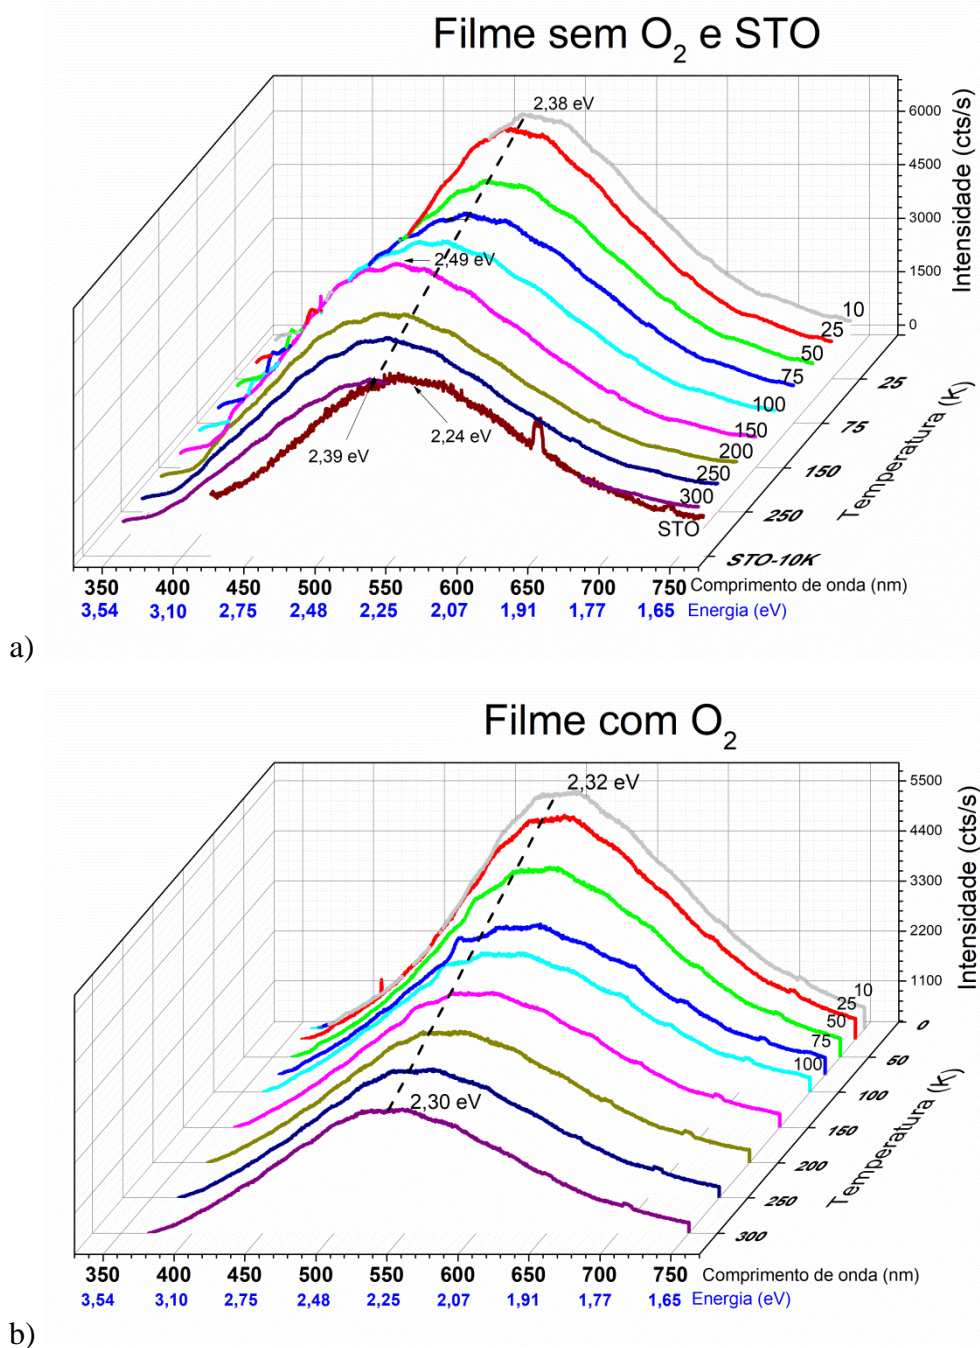 Filme sem O2 e STO
2,38 eV
2,49 eV
2,39 eV
2,24 eV
10
25
50
75
100
150
200
250
300
STO
6000
4500
3000
1500
0
Intensidade (cts/s)
25
75
150
250
STO-10K
Temperatura (k)
350 400 450 500 550 600 650 700 750 Comprimento de onda (nm)
3,54 3,10 2,75 2,48 2,25 2,07 1,91 1,77 1,65 Energia (eV)
a)
Filme com O2
2,32 eV
2,30 eV
10
25
50
75
100
5500
4400
3300
2200
1100
0
Intensidade (cts/s)
50
100
150
200
250
300
Temperatura (K)
350 400 450 500 550 600 650 700 750 Comprimento de onda (nm)
3,54 3,10 2,75 2,48 2,25 2,07 1,91 1,77 1,65 Energia (eV)
b)